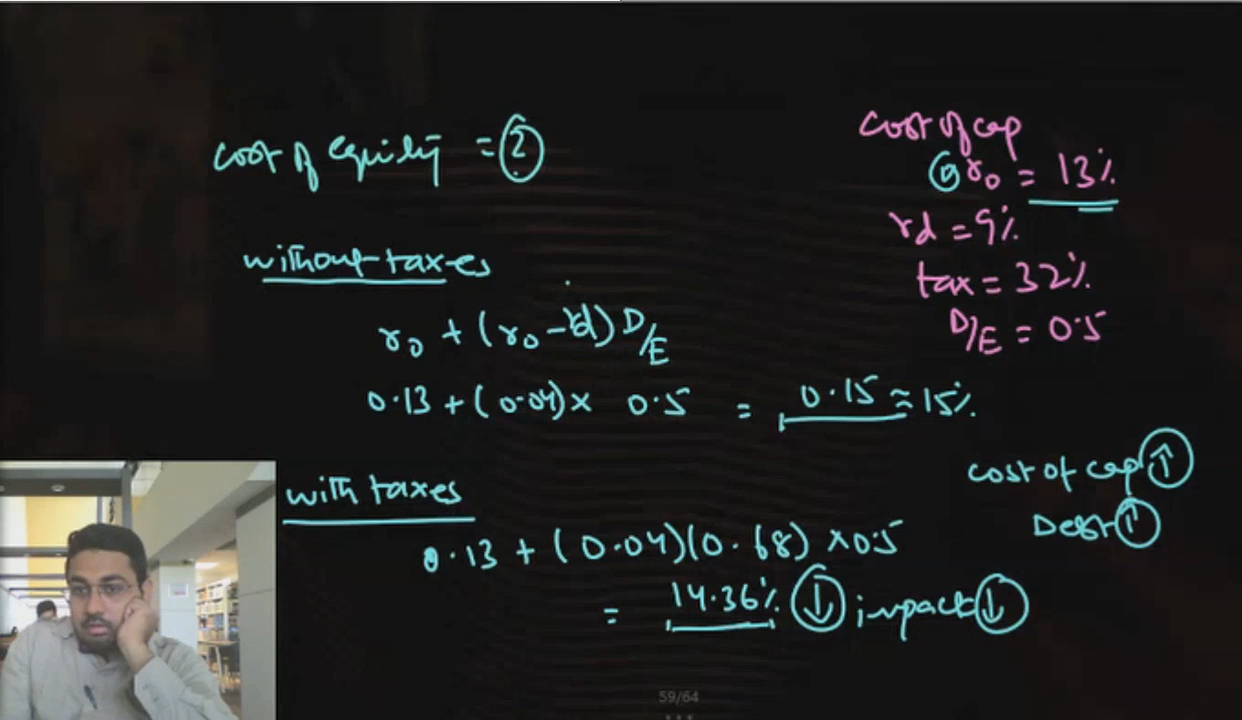 cost of equity = 2
without taxes
r0 + (r0 - rd) D/E
0.13 + (0.04) × 0.5 = 0.15 ≈ 15%
with taxes
0.13 + (0.04)(0.68) × 0.5
= 14.36% ↓ impact ↓
cost of cap
r0 = 13%
rd = 9%
tax = 32%
D/E = 0.5
cost of cap ↑
Debt ↑
59/64